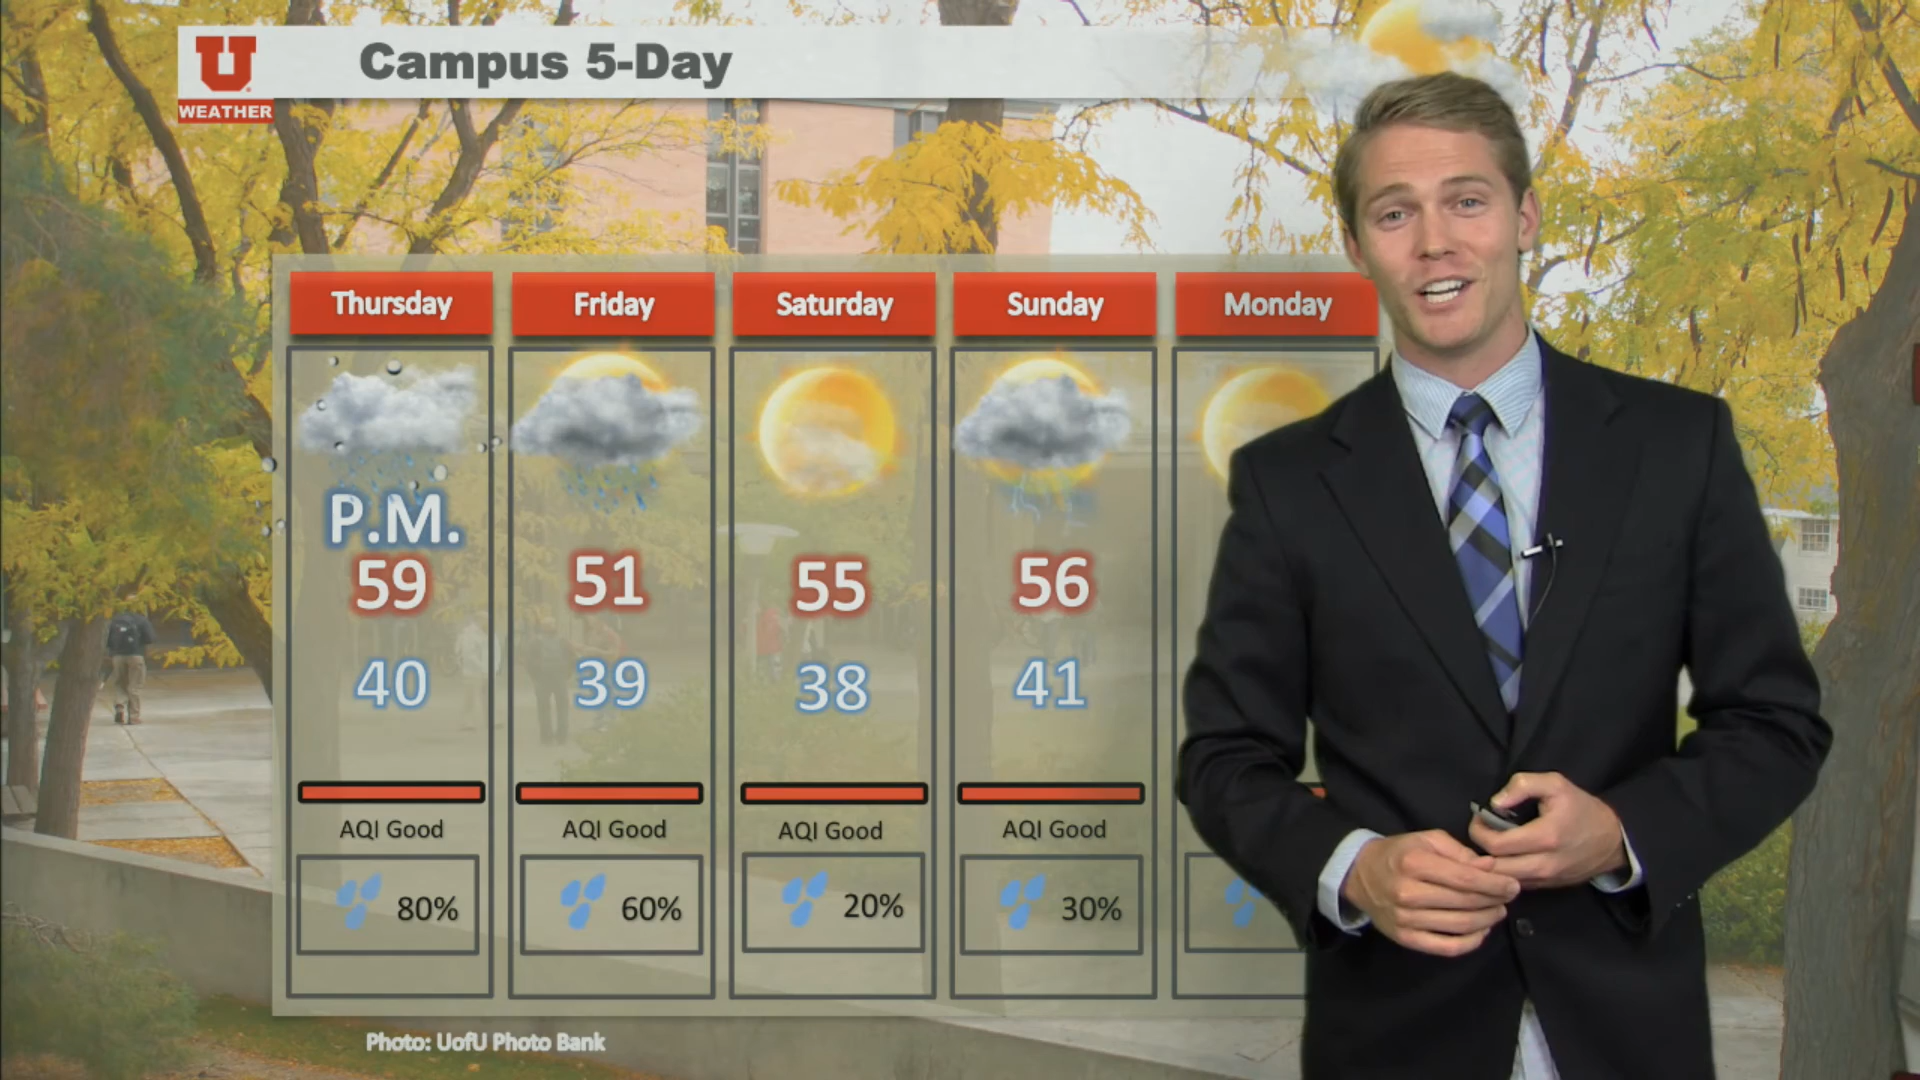 U
WEATHER
Campus 5-Day
Thursday Friday Saturday Sunday Monday
P.M.
59 51 55 56
40 39 38 41
AQI Good AQI Good AQI Good AQI Good
80% 60% 20% 30%
Photo: UofU Photo Bank